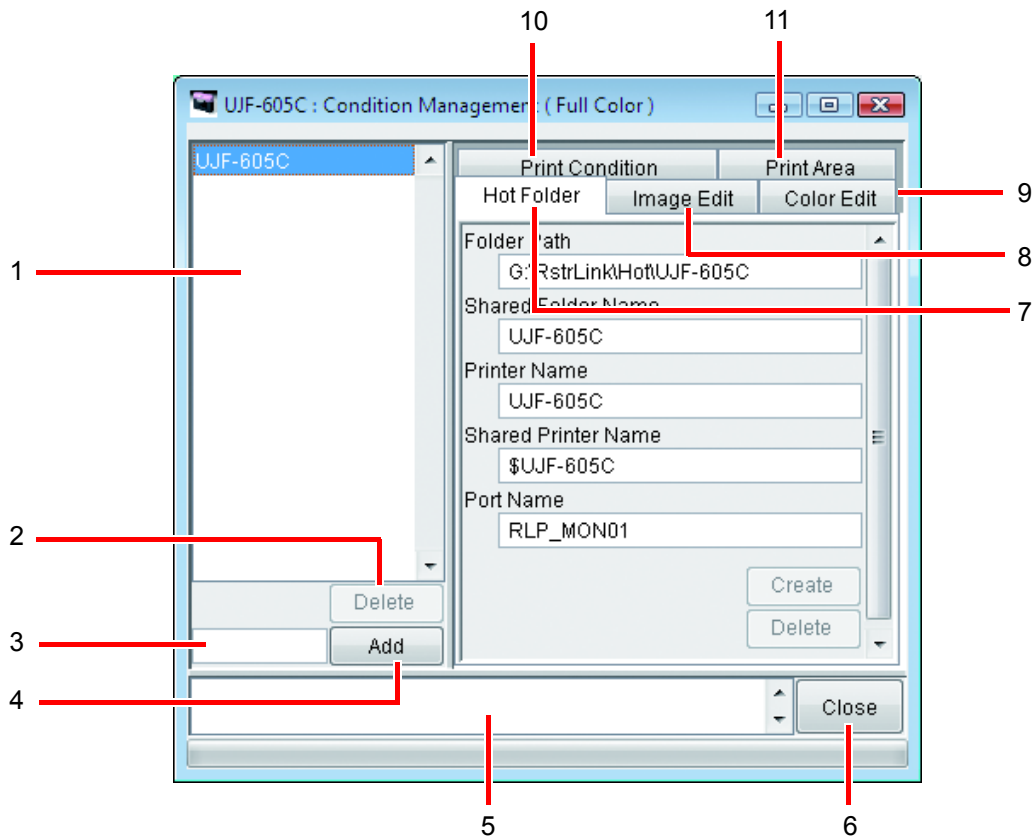 10
11
UJF-605C : Condition Management ( Full Color )
UJF-605C
Print Condition
Print Area
Hot Folder
Image Edit
Color Edit
9
8
7
1
Folder Path
G:\RstrLink\Hot\UJF-605C
Shared Folder Name
UJF-605C
Printer Name
UJF-605C
Shared Printer Name
$UJF-605C
Port Name
RLP_MON01
2
Delete
Create
Delete
3
Add
4
Close
5
6